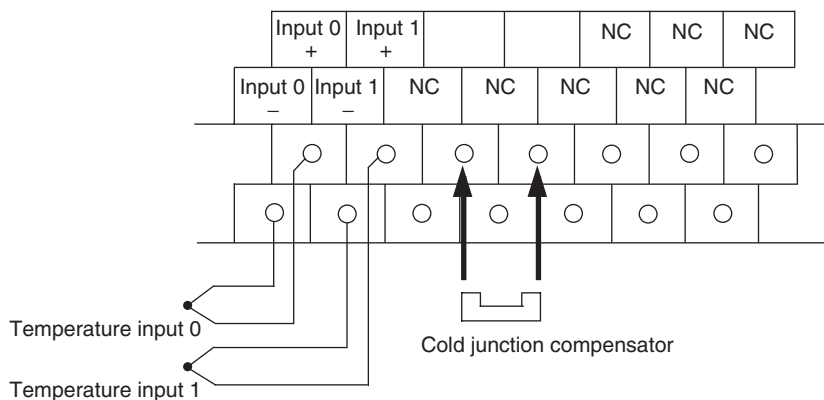 Input 0 Input 1 NC NC NC
+ +
Input 0 Input 1 NC NC NC NC NC
– –
Temperature input 0
Cold junction compensator
Temperature input 1